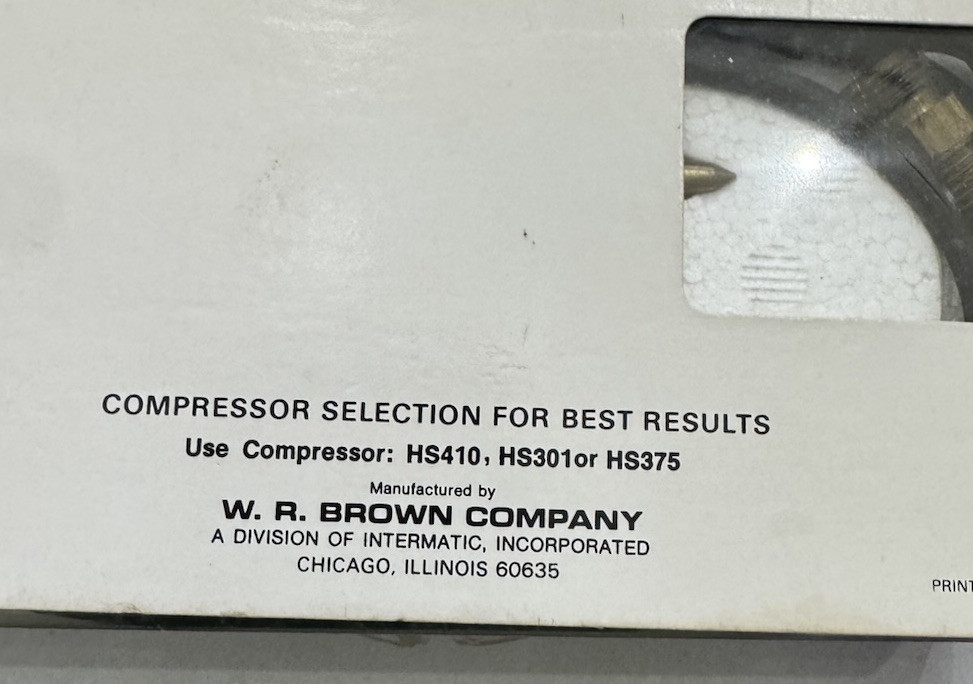 COMPRESSOR SELECTION FOR BEST RESULTS
Use Compressor: HS410, HS301or HS375
Manufactured by
W. R. BROWN COMPANY
A DIVISION OF INTERMATIC, INCORPORATED
CHICAGO, ILLINOIS 60635
PRINT